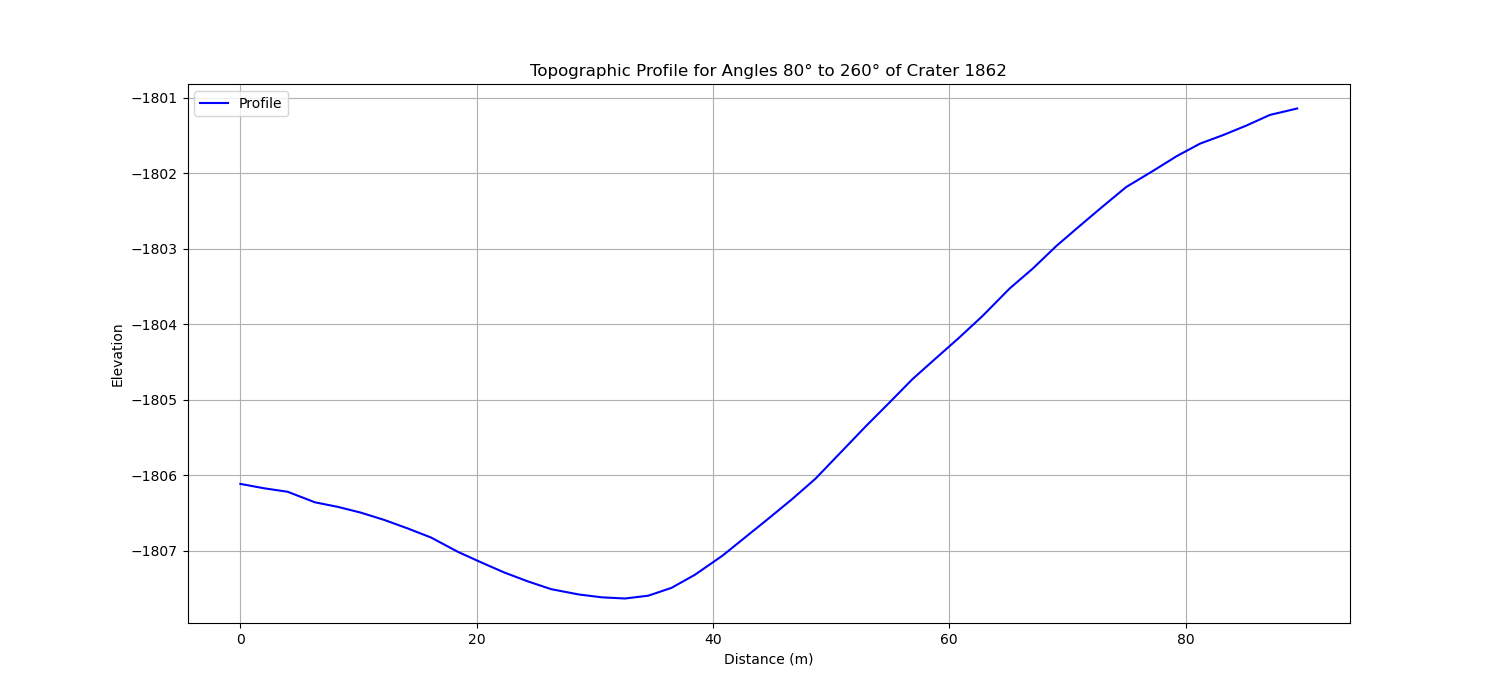 Topographic Profile for Angles 80° to 260° of Crater 1862
Profile
−1801
−1802
−1803
−1804
−1805
−1806
−1807
Elevation
0 20 40 60 80
Distance (m)